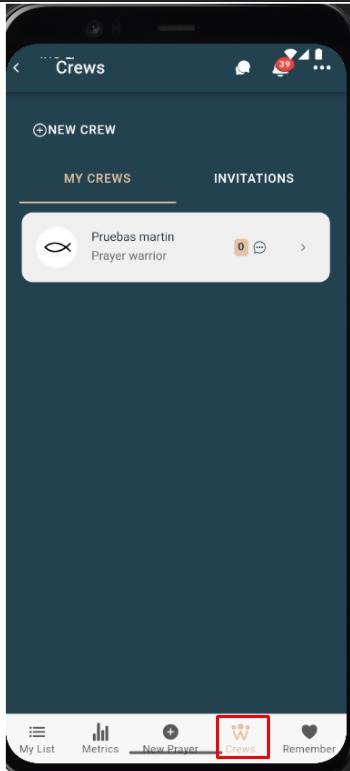 Crews
39
NEW CREW
MY CREWS
INVITATIONS
Pruebas martin
Prayer warrior
0
My List
Metrics
New Prayer
Crews
Remember